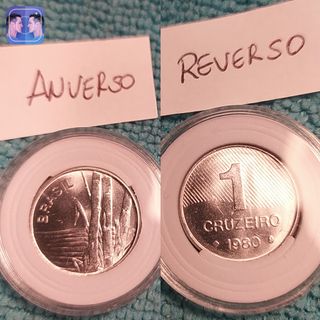 ANVERSO
REVERSO
BRASIL
1
CRUZEIRO
1980